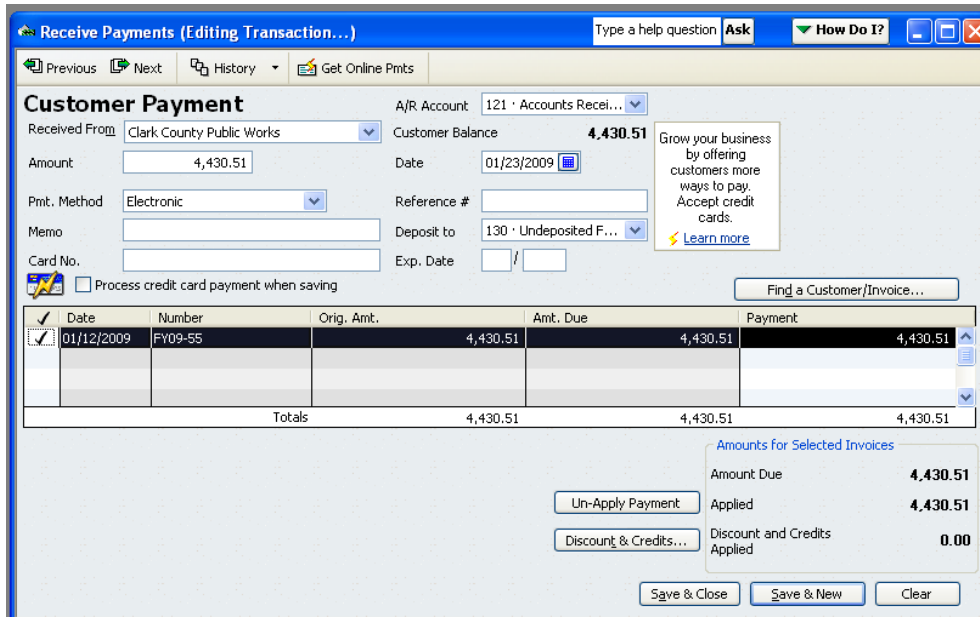 Receive Payments (Editing Transaction...) Type a help question Ask How Do I?
Previous Next History Get Online Pmts
Customer Payment A/R Account 121 · Accounts Recei...
Received From Clark County Public Works Customer Balance 4,430.51
Amount 4,430.51 Date 01/23/2009
Pmt. Method Electronic Reference #
Memo Deposit to 130 · Undeposited F...
Card No. Exp. Date /
Grow your business
by offering
customers more
ways to pay.
Accept credit
cards.
Learn more
Process credit card payment when saving
Find a Customer/Invoice...
Date Number Orig. Amt. Amt. Due Payment
01/12/2009 FY09-55 4,430.51 4,430.51 4,430.51
Totals 4,430.51 4,430.51 4,430.51
Amounts for Selected Invoices
Amount Due 4,430.51
Un-Apply Payment Applied 4,430.51
Discount & Credits... Discount and Credits
Applied 0.00
Save & Close Save & New Clear